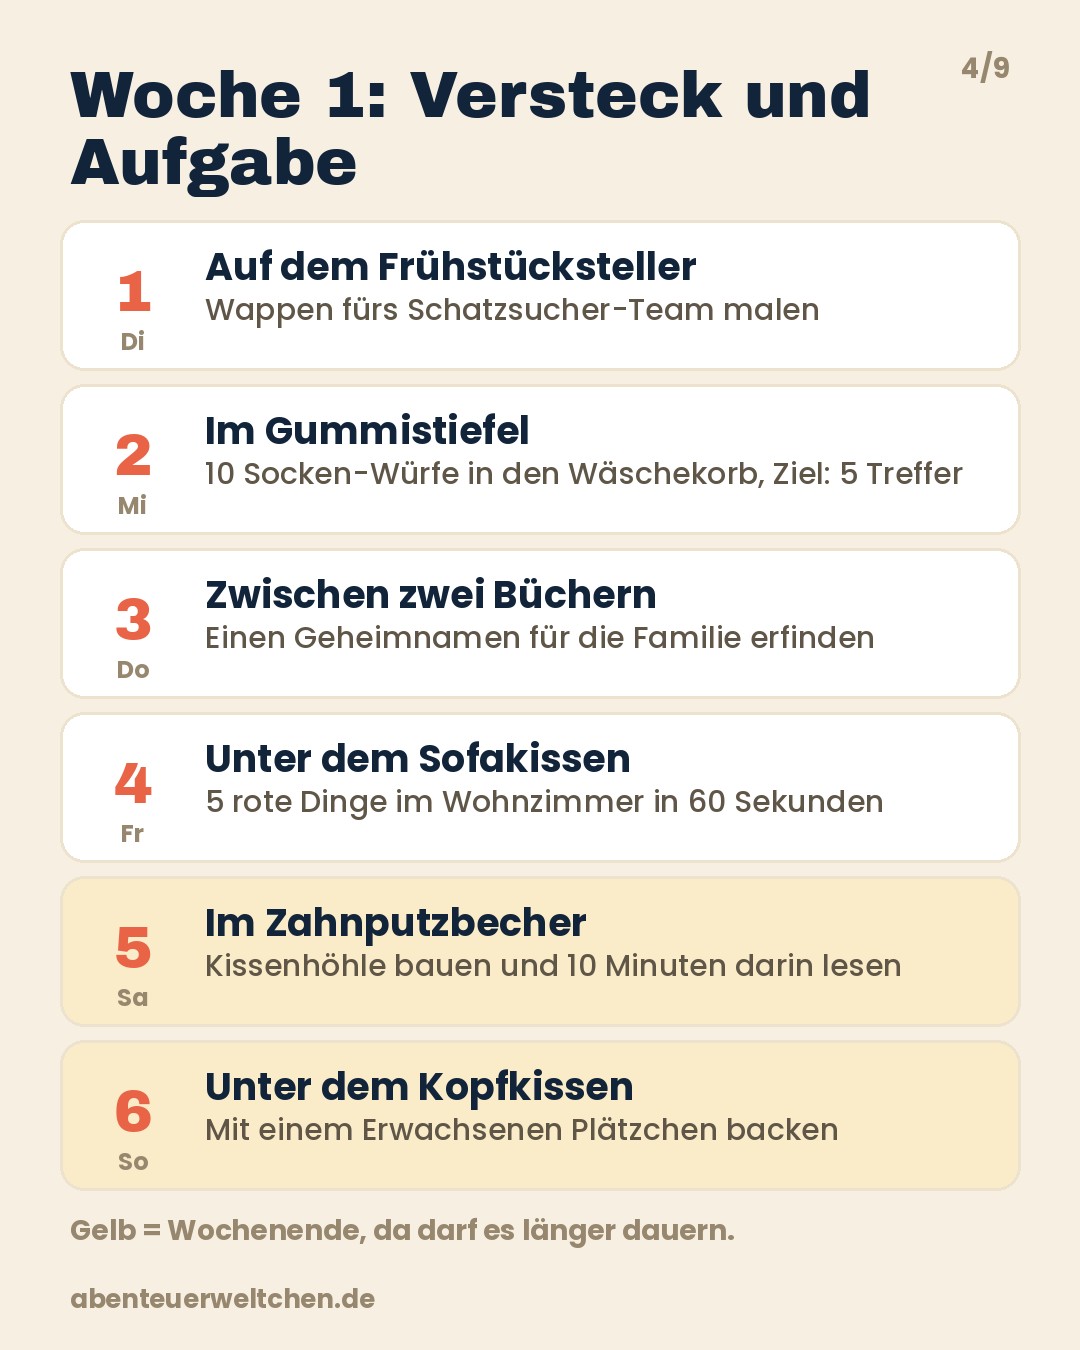 4/9
Woche 1: Versteck und
Aufgabe
1
Di
Auf dem Frühstücksteller
Wappen fürs Schatzsucher-Team malen
2
Mi
Im Gummistiefel
10 Socken-Würfe in den Wäschekorb, Ziel: 5 Treffer
3
Do
Zwischen zwei Büchern
Einen Geheimnamen für die Familie erfinden
4
Fr
Unter dem Sofakissen
5 rote Dinge im Wohnzimmer in 60 Sekunden
5
Sa
Im Zahnputzbecher
Kissenhöhle bauen und 10 Minuten darin lesen
6
So
Unter dem Kopfkissen
Mit einem Erwachsenen Plätzchen backen
Gelb = Wochenende, da darf es länger dauern.
abenteuerweltchen.de